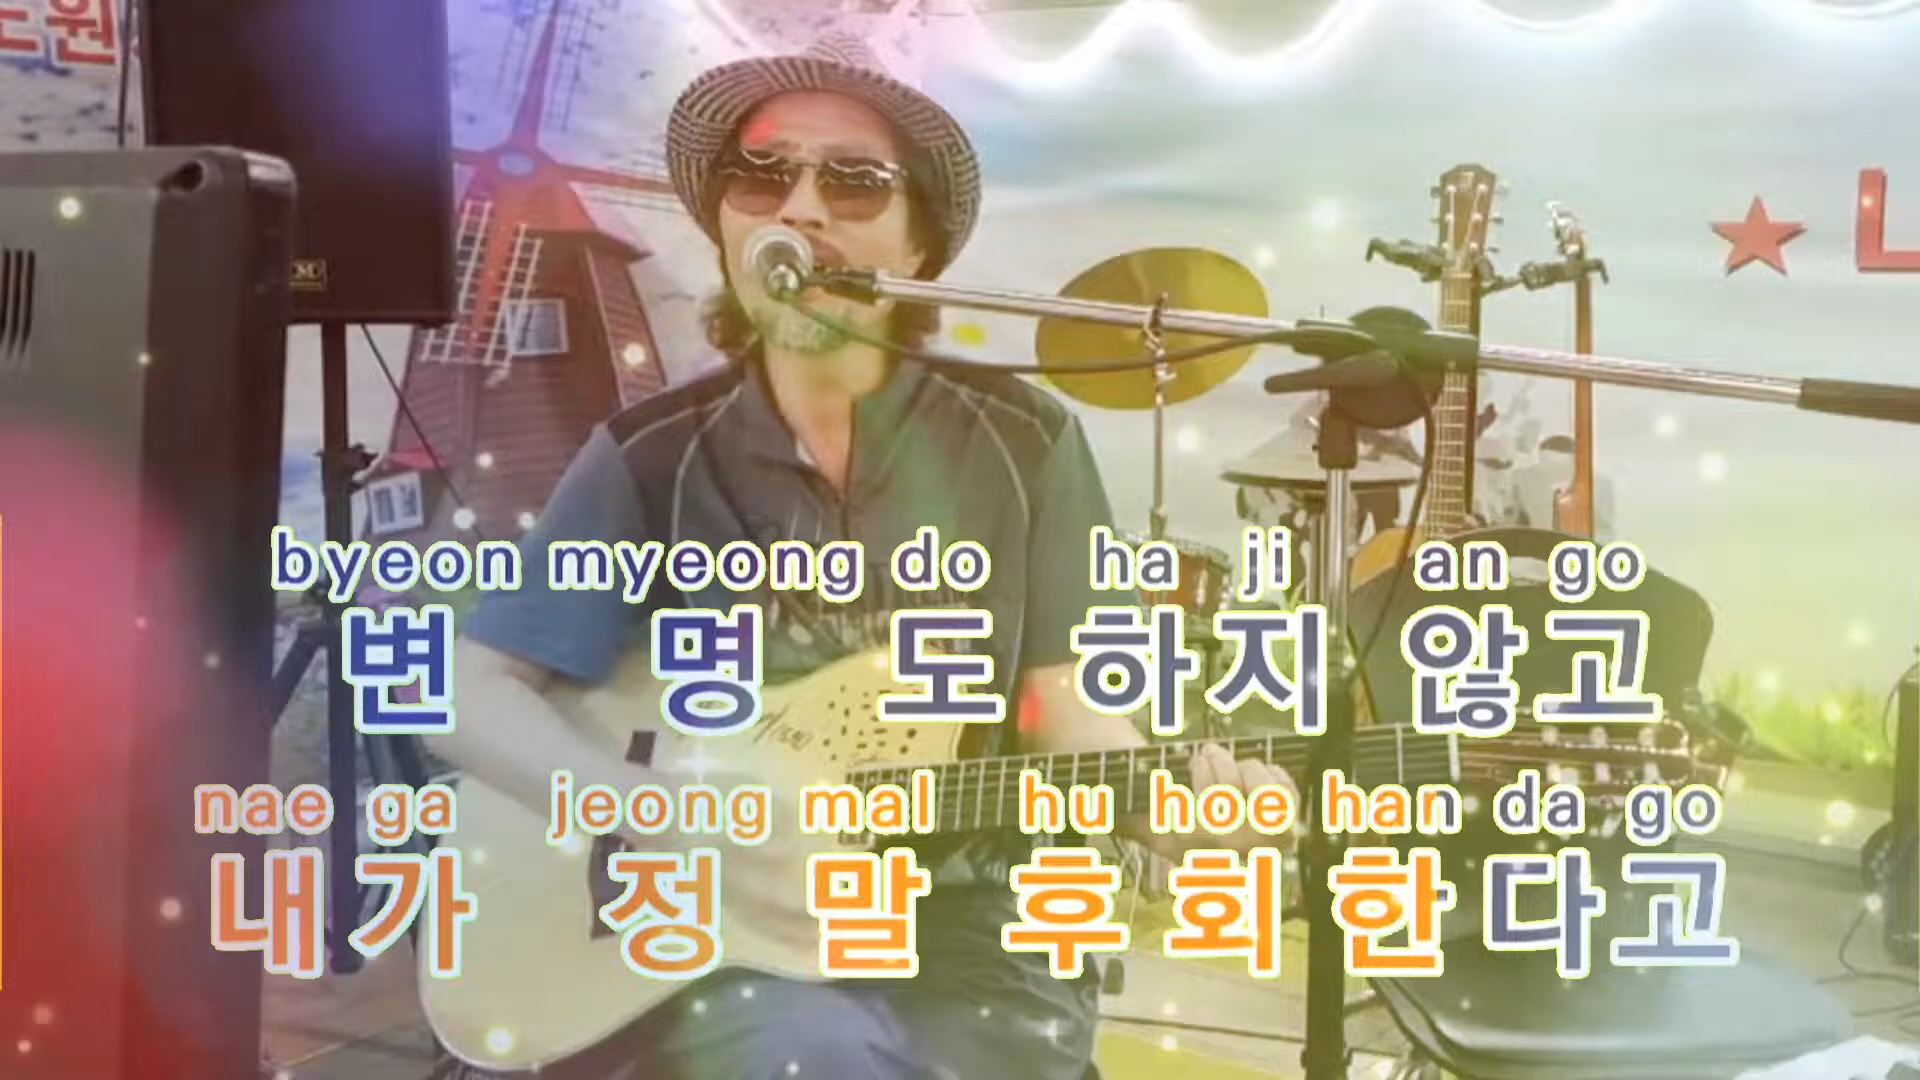 byeon myeong do ha ji an go
변 명 도 하지 않고
nae ga jeong mal hu hoe han da go
내가 정 말 후 회 한 다고